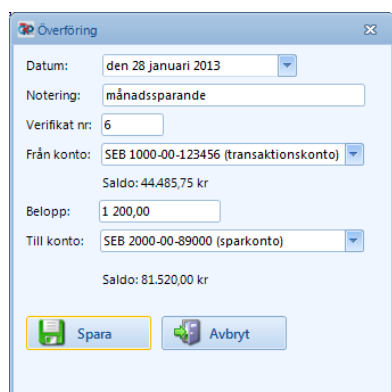 Överföring
Datum: den 28 januari 2013
Notering: månadssparande
Verifikat nr: 6
Från konto: SEB 1000-00-123456 (transaktionskonto)
Saldo: 44.485,75 kr
Belopp: 1 200,00
Till konto: SEB 2000-00-89000 (sparkonto)
Saldo: 81.520,00 kr
Spara Avbryt